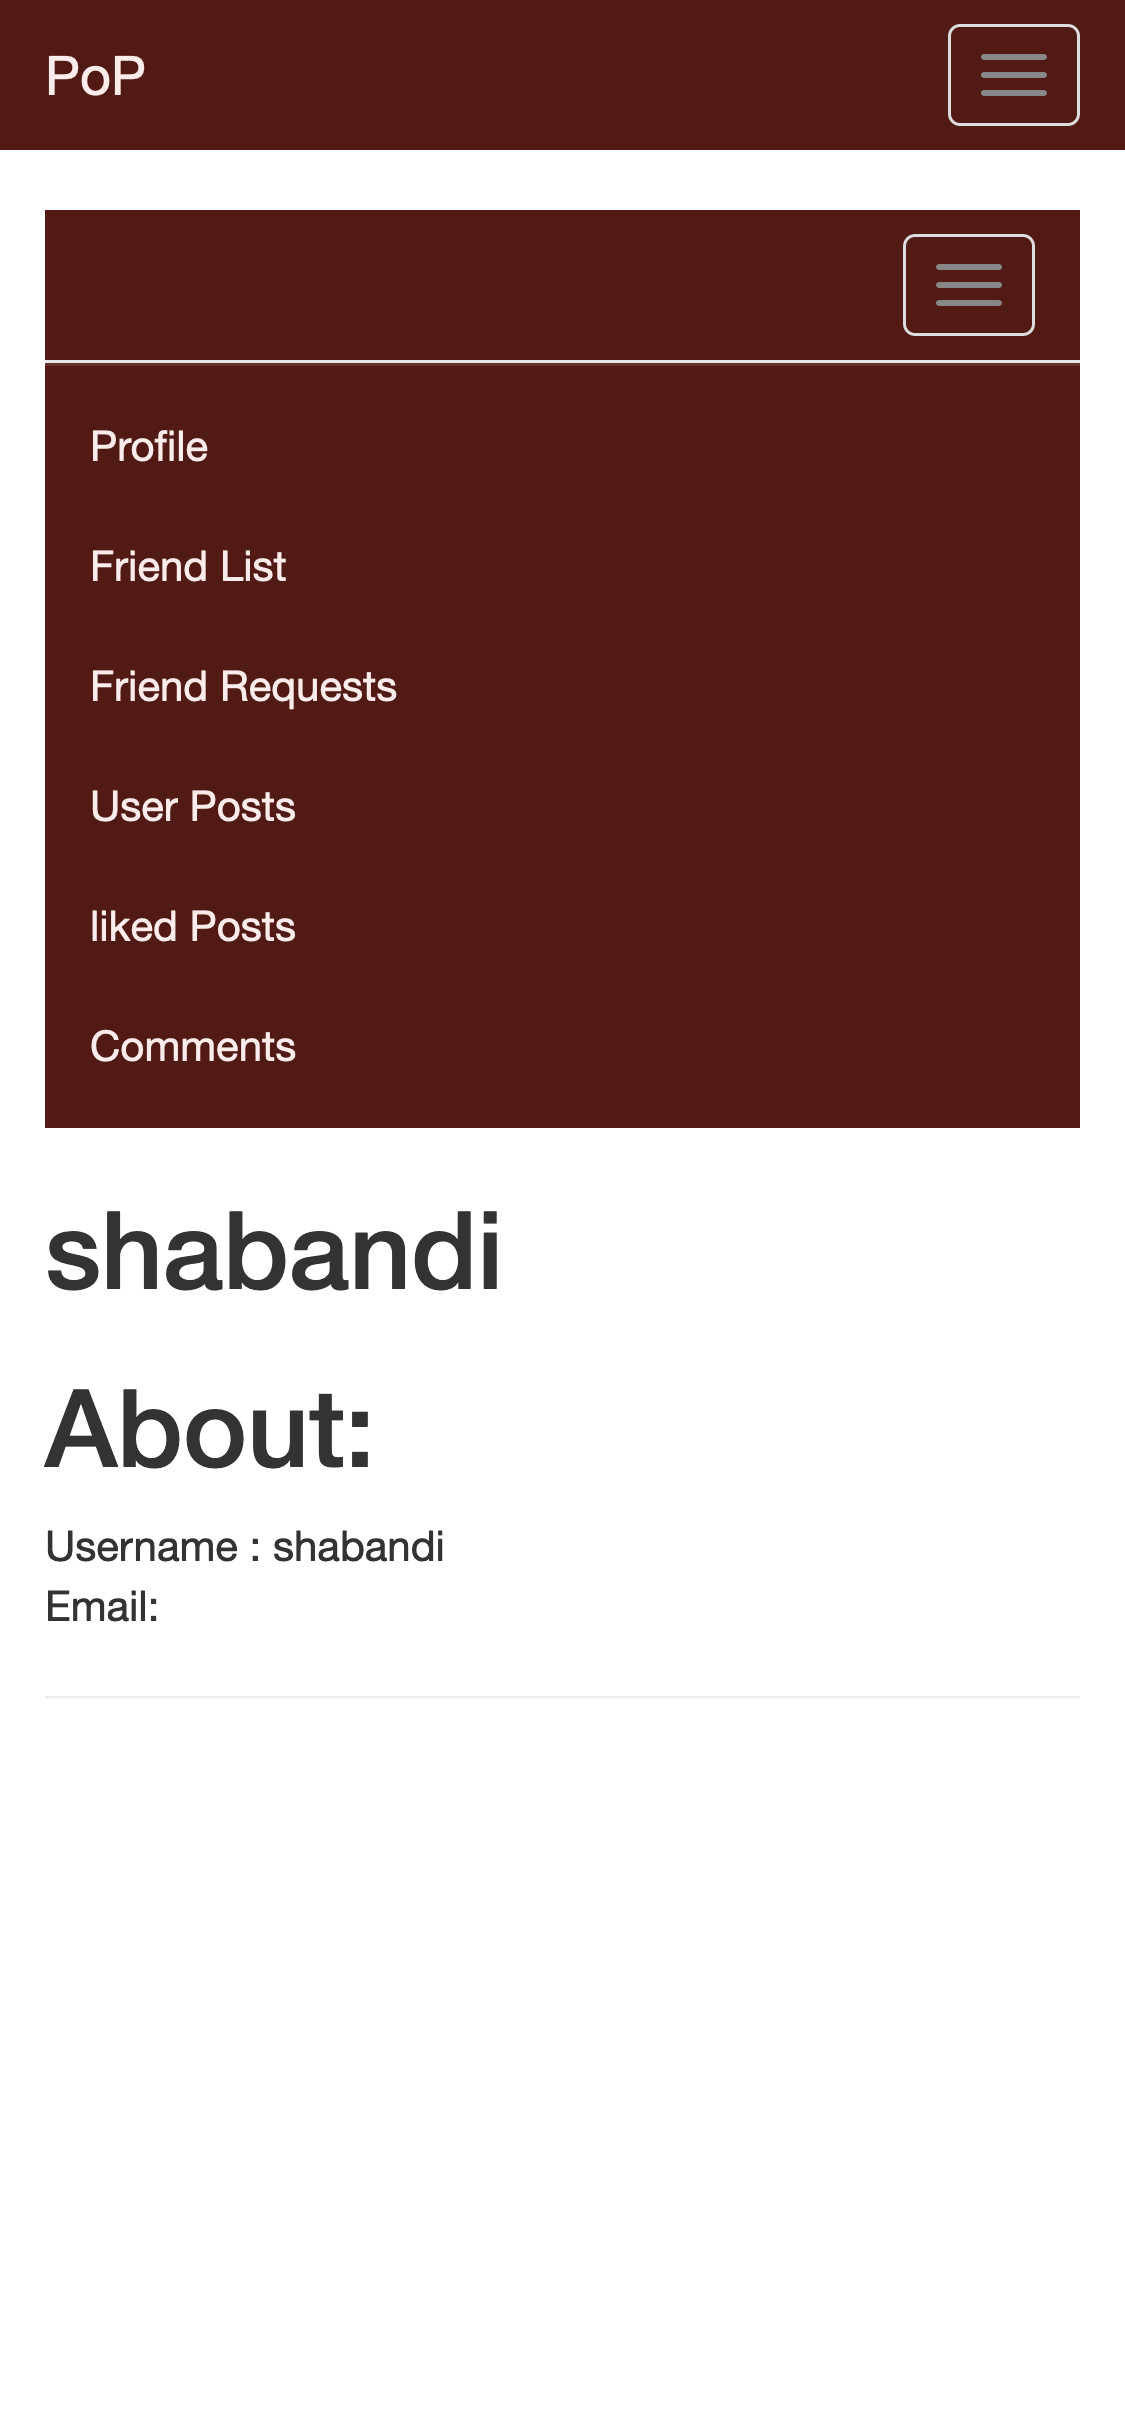 PoP
Profile
Friend List
Friend Requests
User Posts
liked Posts
Comments
shabandi
About:
Username : shabandi
Email: